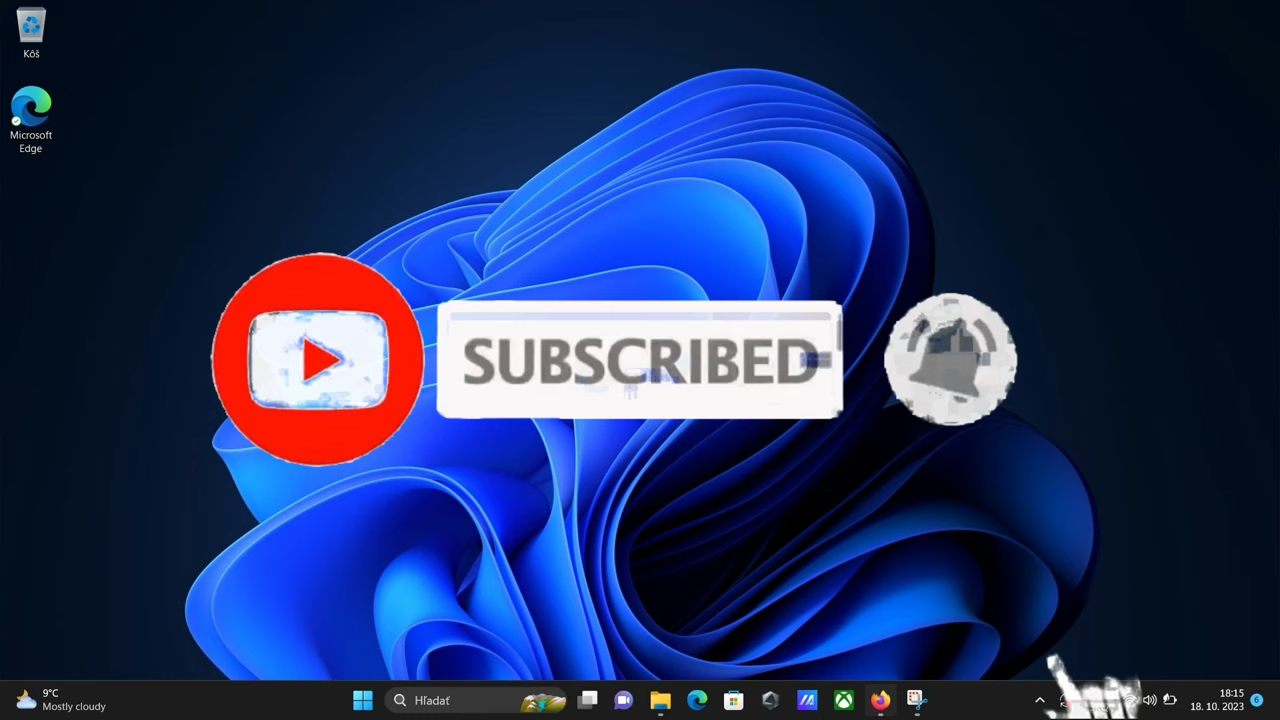 Kôš
Microsoft
Edge
SUBSCRIBED
9°C
Mostly cloudy
Hľadať
18:15
18. 10. 2023
6